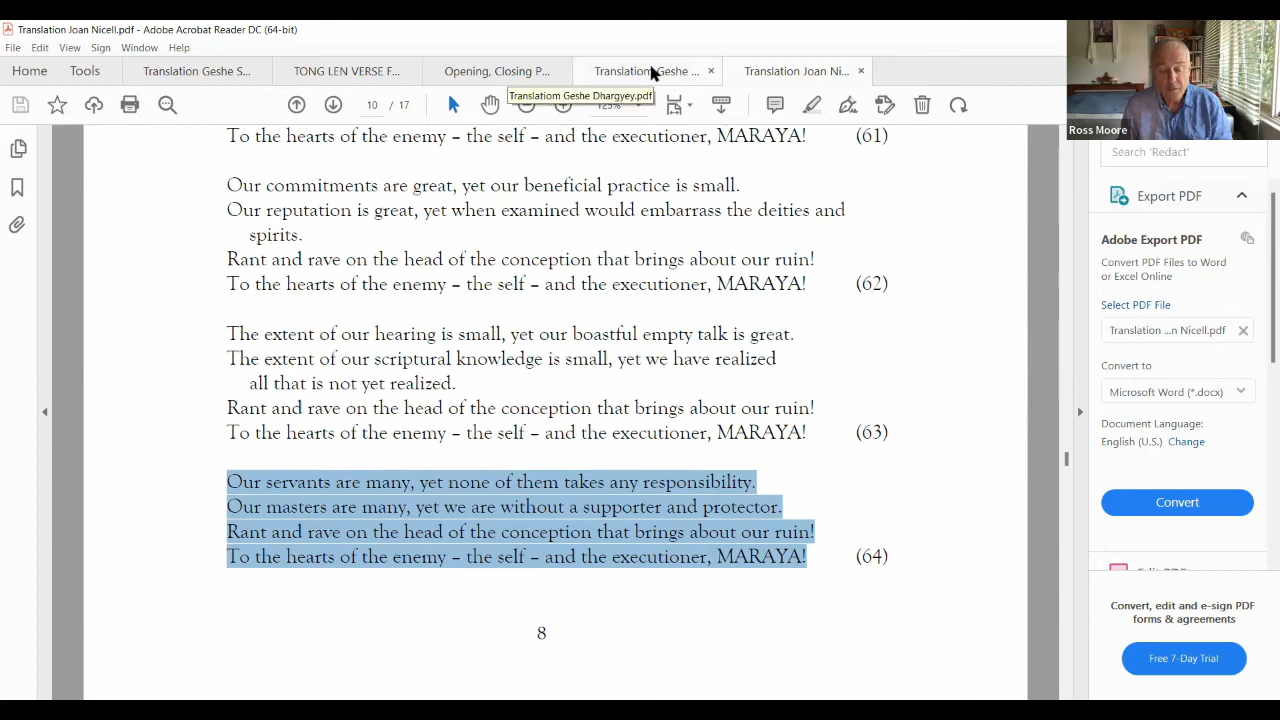 Translation Joan Nicell.pdf - Adobe Acrobat Reader DC (64-bit)
File Edit View Sign Window Help
Home Tools Translation Geshe S... TONG LEN VERSE F... Opening, Closing P... Translation Geshe ... Translation Joan Ni...
Translatiom Geshe Dhargyey.pdf
10 / 17
Ross Moore
To the hearts of the enemy – the self – and the executioner, MARAYA! (61)
Our commitments are great, yet our beneficial practice is small.
Our reputation is great, yet when examined would embarrass the deities and
spirits.
Rant and rave on the head of the conception that brings about our ruin!
To the hearts of the enemy – the self – and the executioner, MARAYA! (62)
The extent of our hearing is small, yet our boastful empty talk is great.
The extent of our scriptural knowledge is small, yet we have realized
all that is not yet realized.
Rant and rave on the head of the conception that brings about our ruin!
To the hearts of the enemy – the self – and the executioner, MARAYA! (63)
Our servants are many, yet none of them takes any responsibility.
Our masters are many, yet we are without a supporter and protector.
Rant and rave on the head of the conception that brings about our ruin!
To the hearts of the enemy – the self – and the executioner, MARAYA! (64)
8
Search 'Redact'
Export PDF
Adobe Export PDF
Convert PDF Files to Word
or Excel Online
Select PDF File
Translation ...n Nicell.pdf
Convert to
Microsoft Word (*.docx)
Document Language:
English (U.S.) Change
Convert
Convert, edit and e-sign PDF
forms & agreements
Free 7-Day Trial